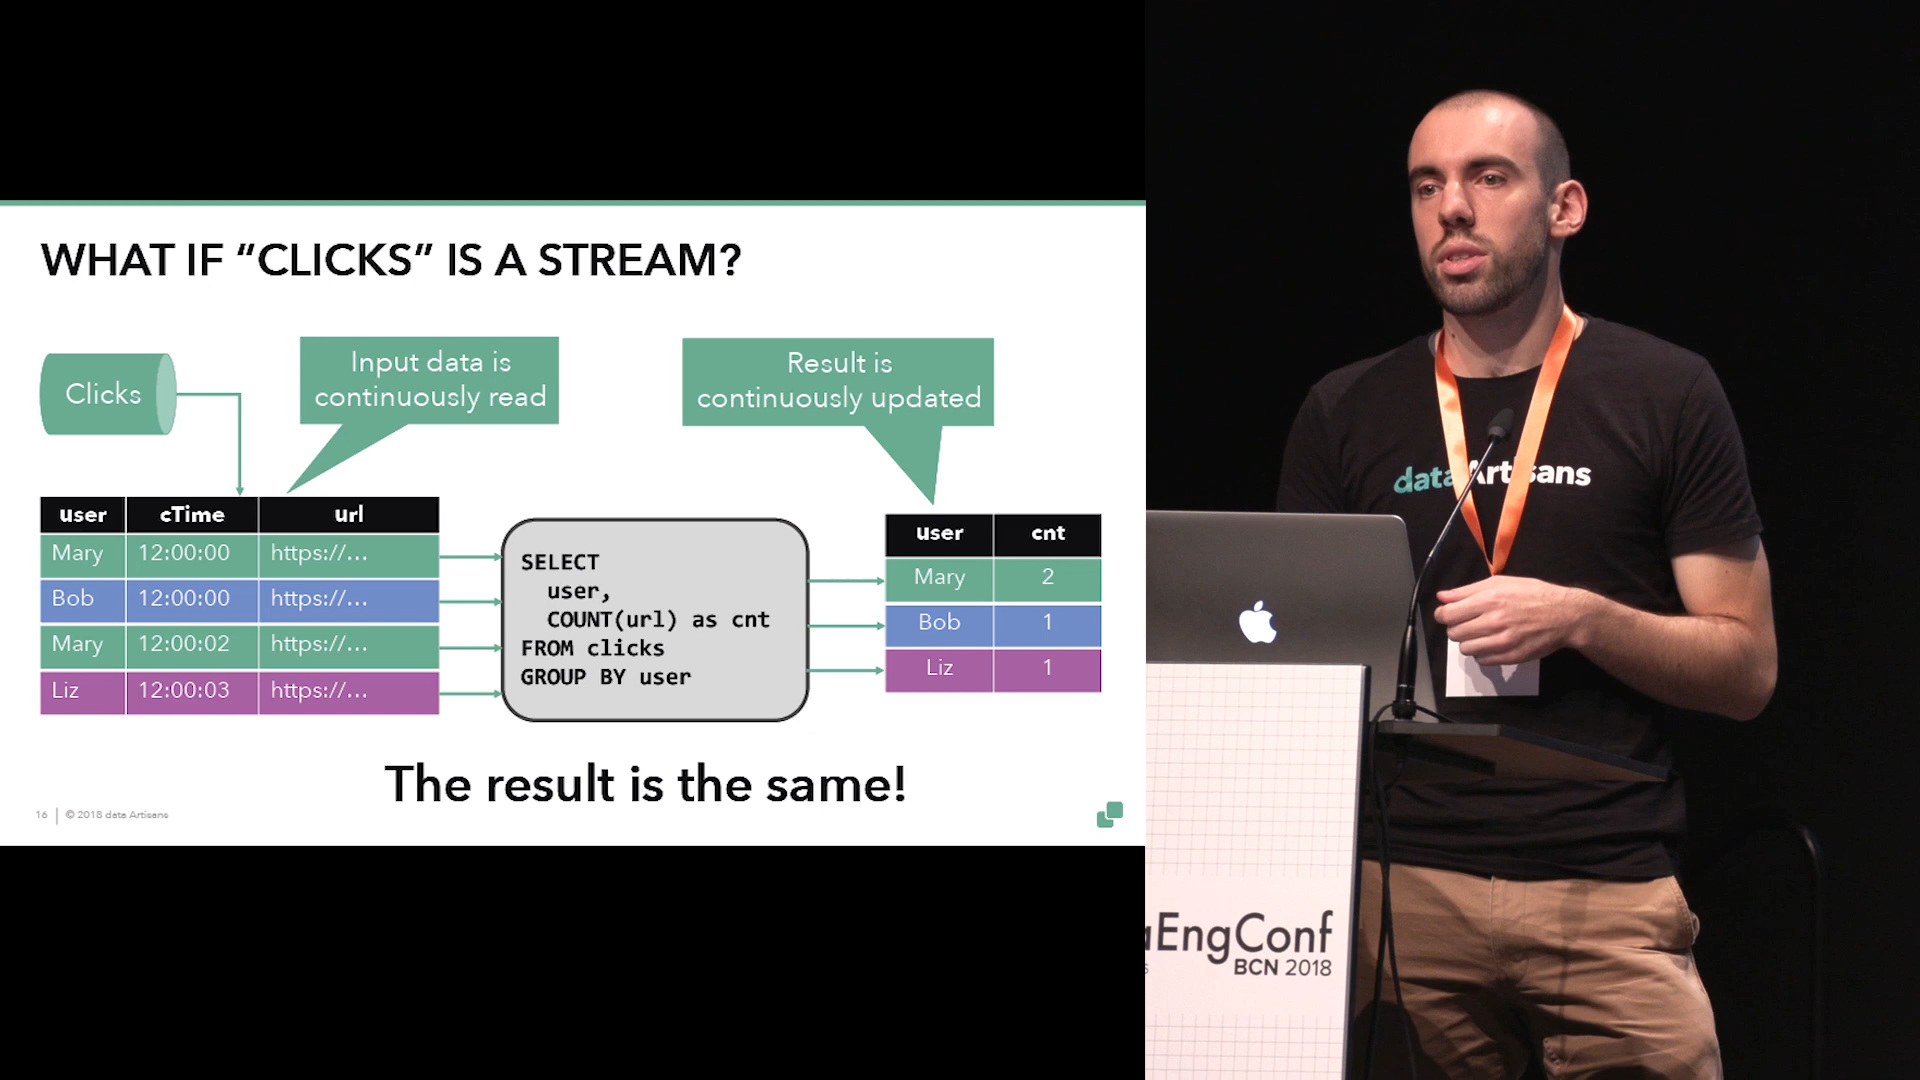 WHAT IF “CLICKS” IS A STREAM?
Clicks
Input data is
continuously read
Result is
continuously updated
user cTime url
Mary 12:00:00 https://...
Bob 12:00:00 https://...
Mary 12:00:02 https://...
Liz 12:00:03 https://...
SELECT
user,
COUNT(url) as cnt
FROM clicks
GROUP BY user
user cnt
Mary 2
Bob 1
Liz 1
The result is the same!
16 © 2018 data Artisans
dataArtisans
aEngConf
BCN 2018